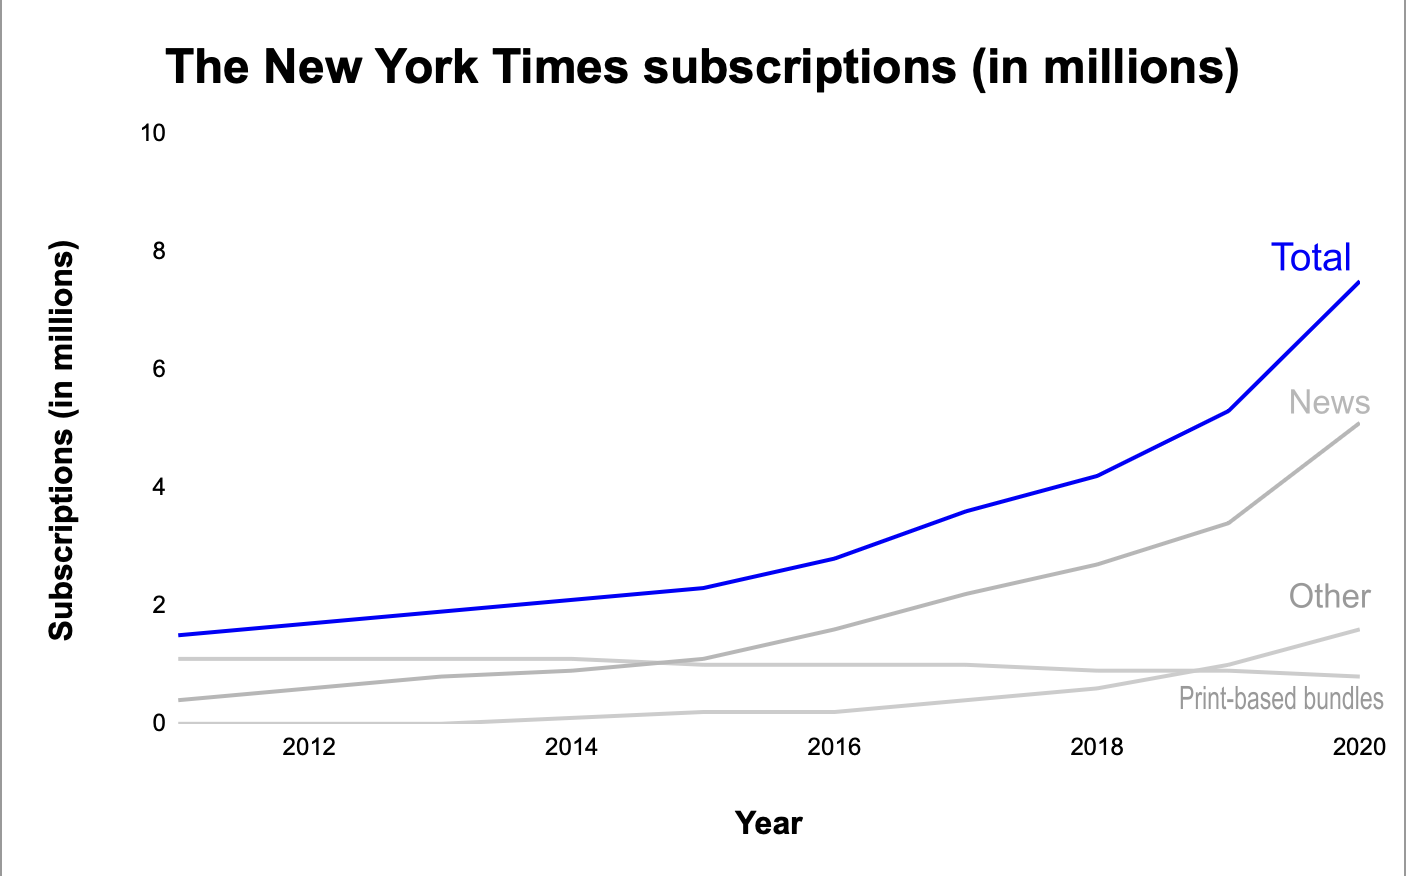 The New York Times subscriptions (in millions)
10
8
Total
6
News
4
Other
2
Print-based bundles
0
2012 2014 2016 2018 2020
Subscriptions (in millions)
Year